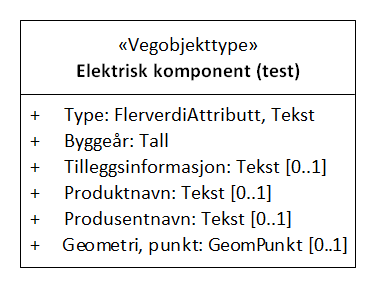 «Vegobjekttype»
Elektrisk komponent (test)
+ Type: FlerverdiAttributt, Tekst
+ Byggeår: Tall
+ Tilleggsinformasjon: Tekst [0..1]
+ Produktnavn: Tekst [0..1]
+ Produsentnavn: Tekst [0..1]
+ Geometri, punkt: GeomPunkt [0..1]